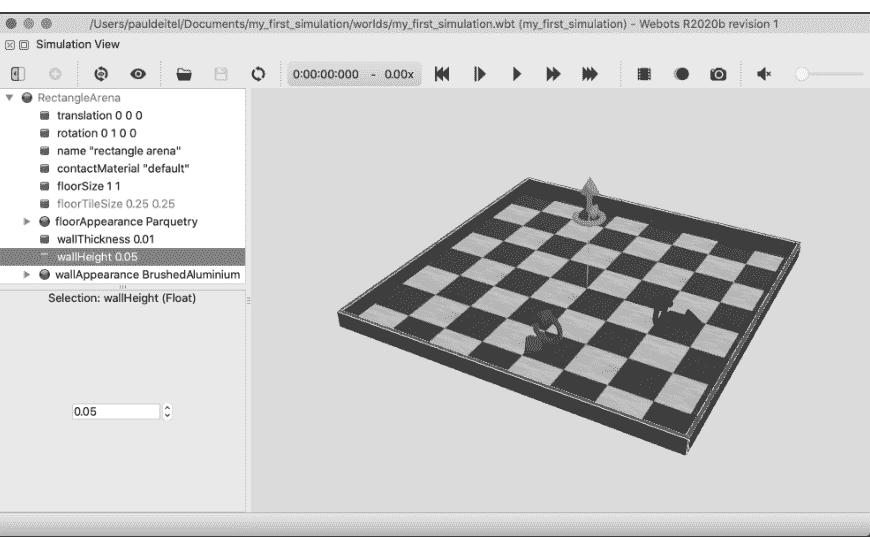 /Users/pauldeitel/Documents/my_first_simulation/worlds/my_first_simulation.wbt (my_first_simulation) – Webots R2020b revision 1
Simulation View
0:00:00:000 - 0.00x
RectangleArena
translation 0 0 0
rotation 0 1 0 0
name "rectangle arena"
contactMaterial "default"
floorSize 1 1
floorTileSize 0.25 0.25
floorAppearance Parquetry
wallThickness 0.01
wallHeight 0.05
wallAppearance BrushedAluminium
Selection: wallHeight (Float)
0.05